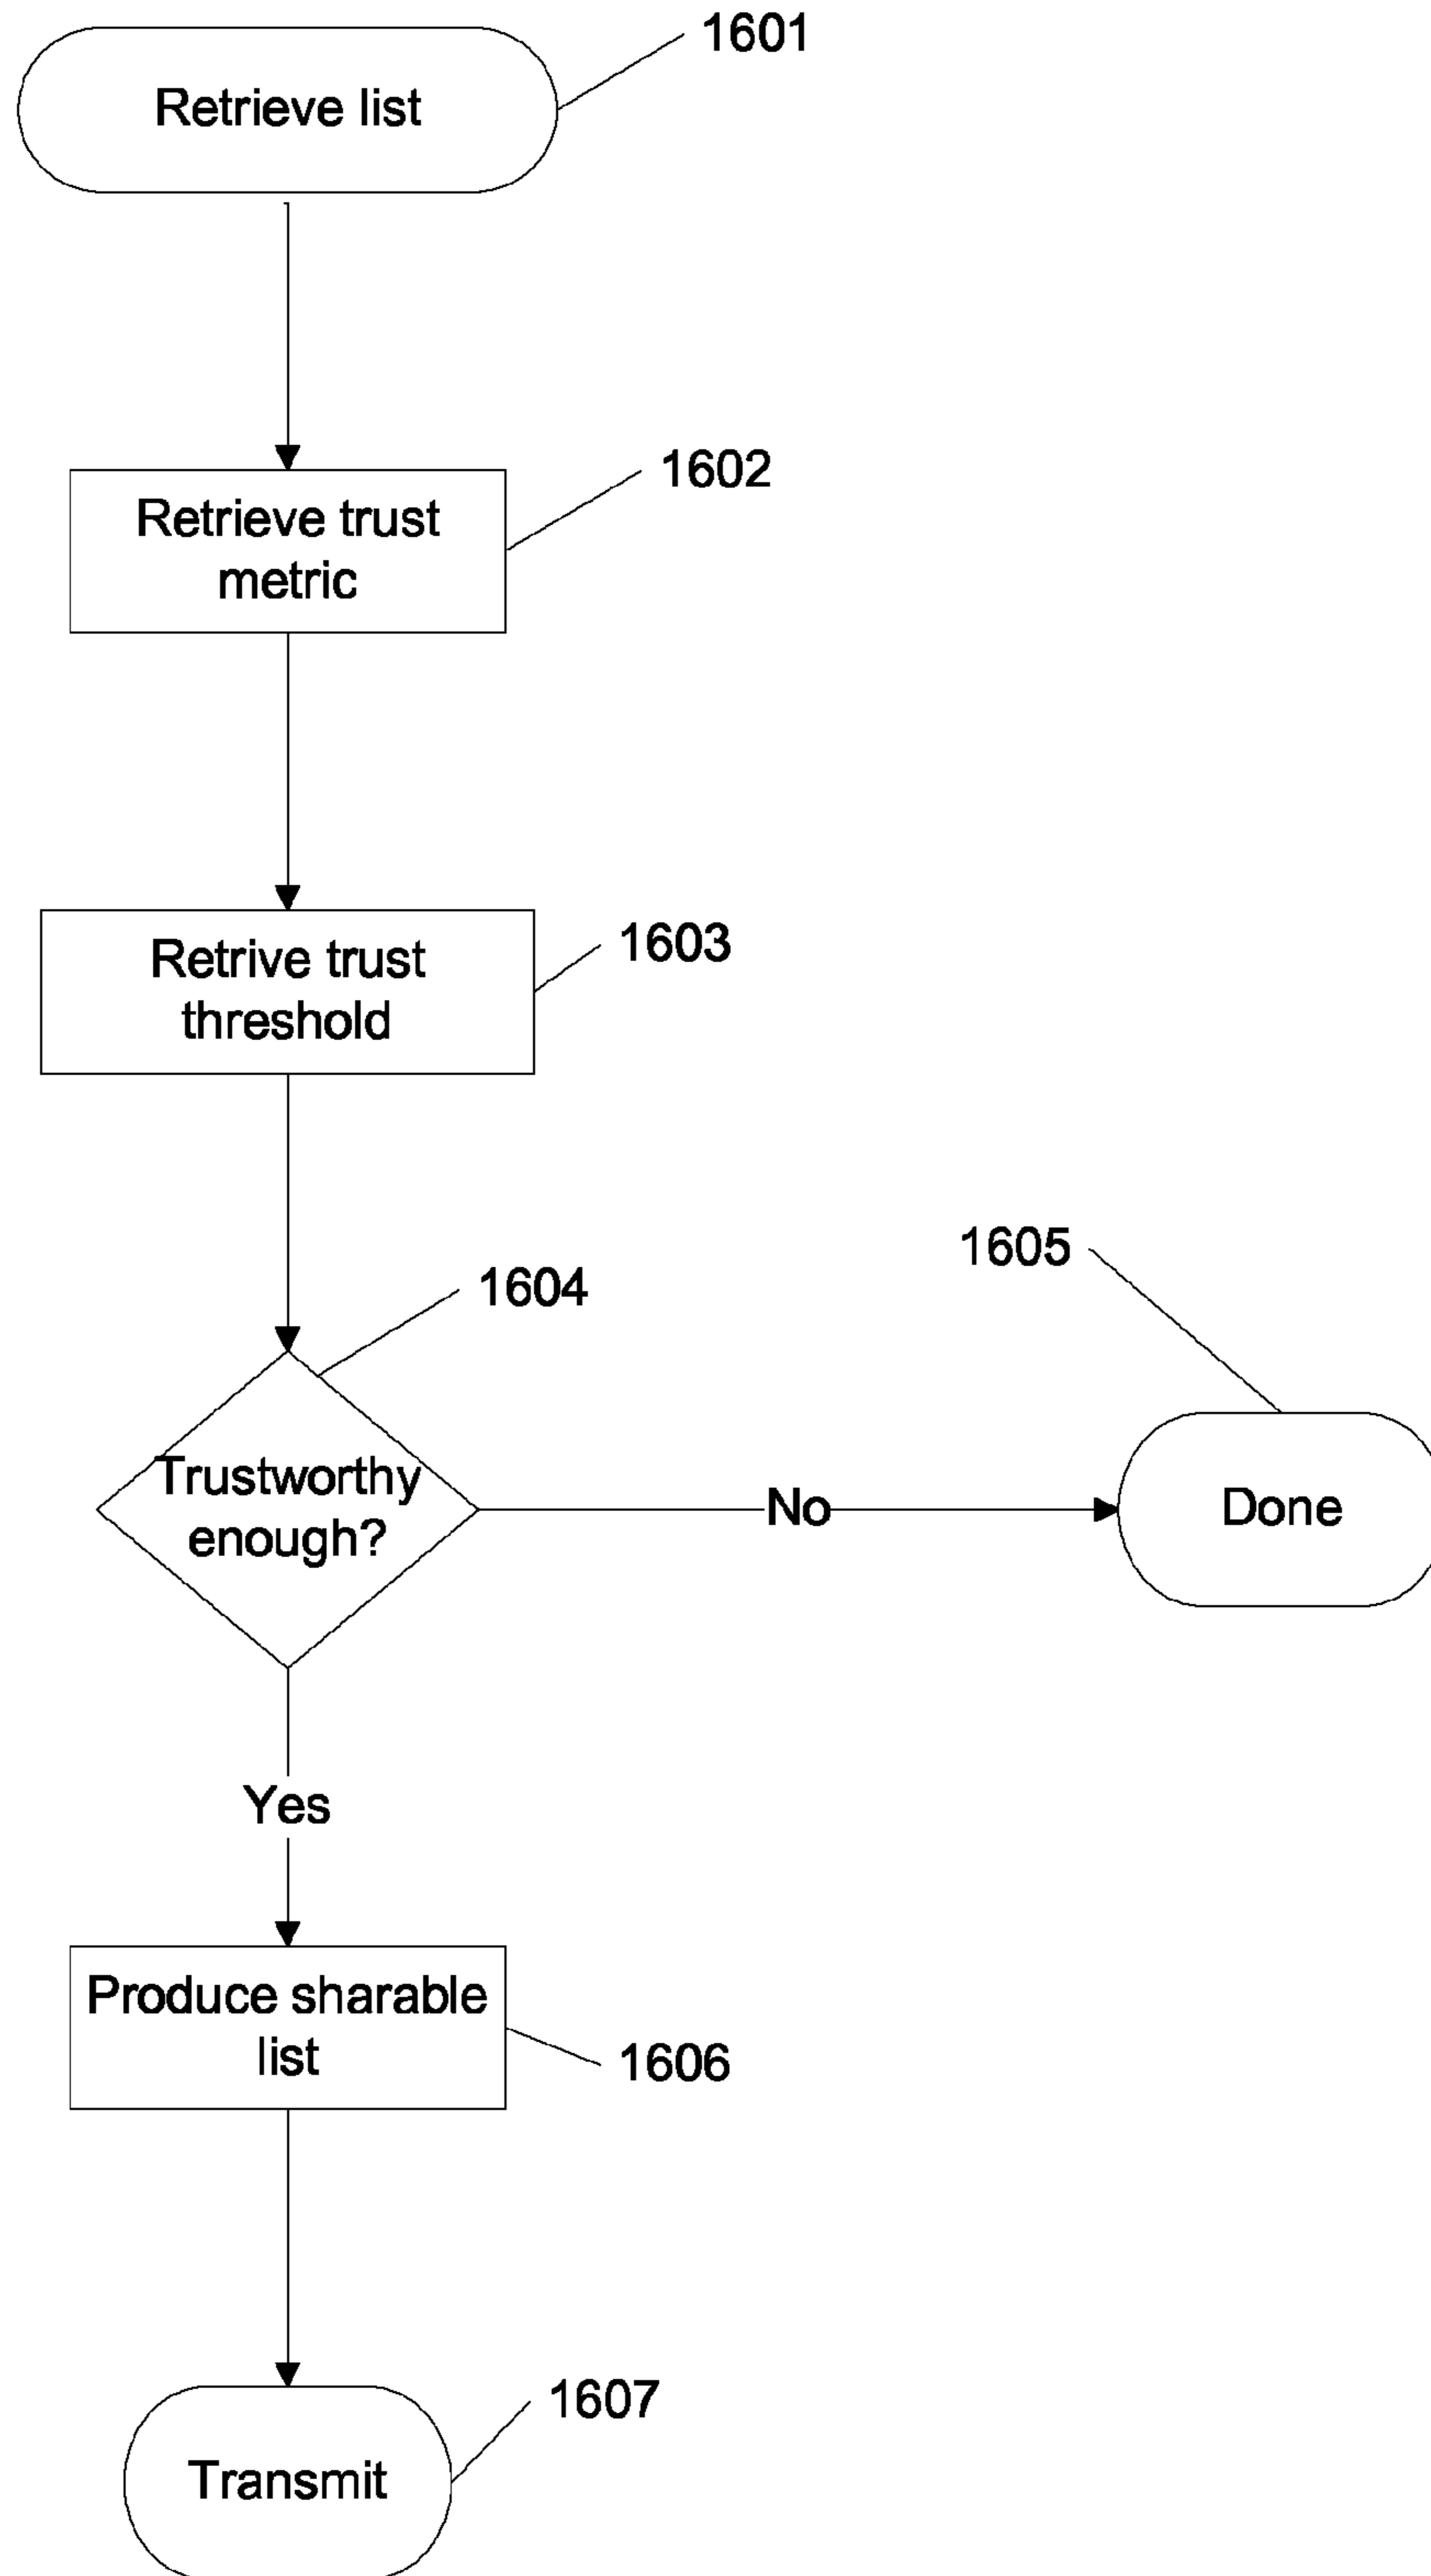 1601
Retrieve list
1602
Retrieve trust
metric
1603
Retrive trust
threshold
1605
1604
Trustworthy
enough?
No
Done
Yes
Produce sharable
list
1606
1607
Transmit